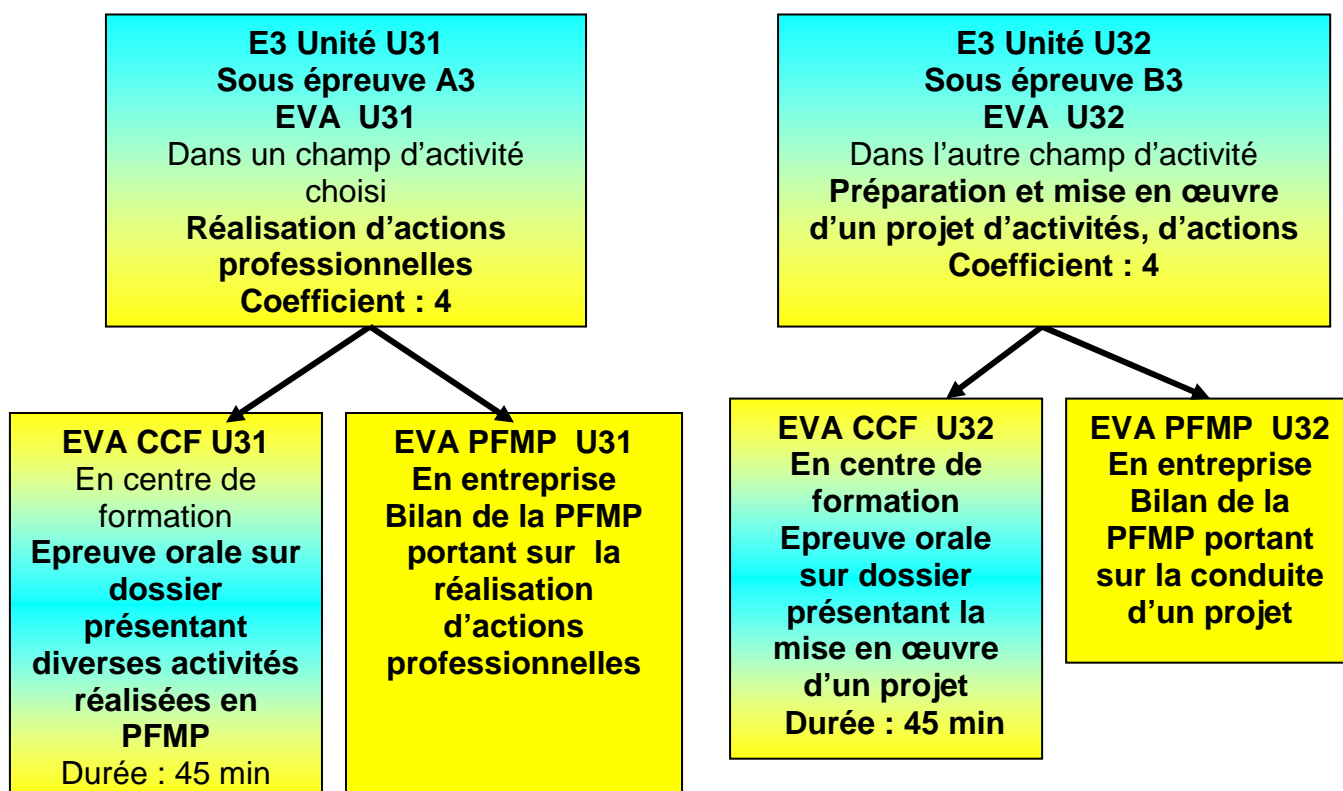 E3 Unité U31
Sous épreuve A3
EVA  U31
Dans un champ d'activité
choisi
Réalisation d'actions
professionnelles
Coefficient : 4
E3 Unité U32
Sous épreuve B3
EVA  U32
Dans l'autre champ d'activité
Préparation et mise en œuvre
d'un projet d'activités, d'actions
Coefficient : 4
EVA CCF U31
En centre de
formation
Epreuve orale sur
dossier
présentant
diverses activités
réalisées en
PFMP
Durée : 45 min
EVA PFMP  U31
En entreprise
Bilan de la PFMP
portant sur  la
réalisation
d'actions
professionnelles
EVA CCF  U32
En centre de
formation
Epreuve orale
sur dossier
présentant la
mise en œuvre
d'un projet
Durée : 45 min
EVA PFMP  U32
En entreprise
Bilan de la
PFMP portant
sur la conduite
d'un projet